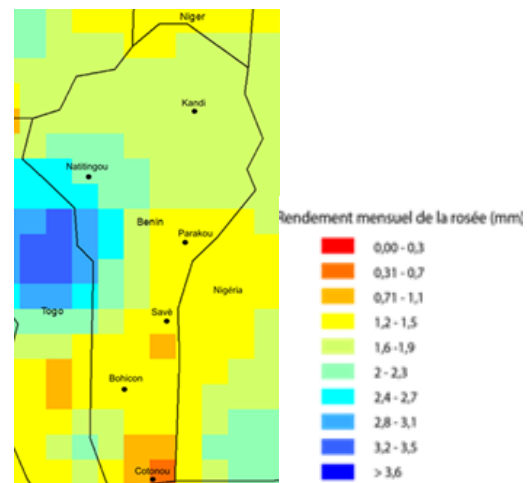 Niger
Kandi
Natitingou
Benin
Parakou
Nigéria
Togo
Savè
Bohicon
Cotonou
Rendement mensuel de la rosée (mm)
0,00 - 0,3
0,31 - 0,7
0,71 - 1,1
1,2 - 1,5
1,6 -1,9
2 - 2,3
2,4 - 2,7
2,8 - 3,1
3,2 - 3,5
> 3,6